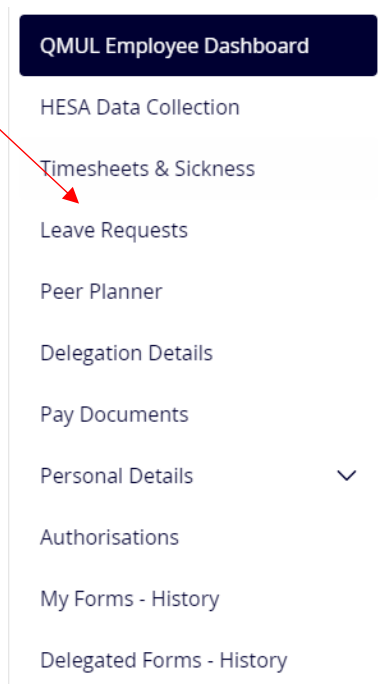 QMUL Employee Dashboard
HESA Data Collection
Timesheets & Sickness
Leave Requests
Peer Planner
Delegation Details
Pay Documents
Personal Details
Authorisations
My Forms - History
Delegated Forms - History